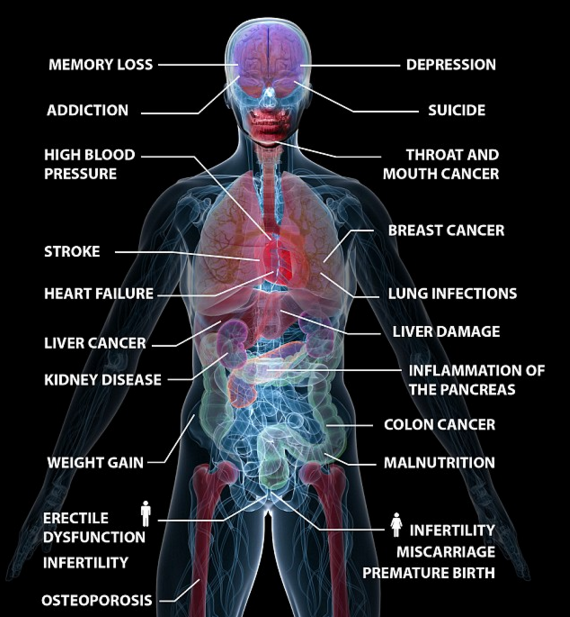 MEMORY LOSS
DEPRESSION
ADDICTION
SUICIDE
HIGH BLOOD
PRESSURE
THROAT AND
MOUTH CANCER
BREAST CANCER
STROKE
HEART FAILURE
LUNG INFECTIONS
LIVER CANCER
LIVER DAMAGE
KIDNEY DISEASE
INFLAMMATION OF
THE PANCREAS
COLON CANCER
WEIGHT GAIN
MALNUTRITION
ERECTILE
DYSFUNCTION
INFERTILITY
INFERTILITY
MISCARRIAGE
PREMATURE BIRTH
OSTEOPOROSIS